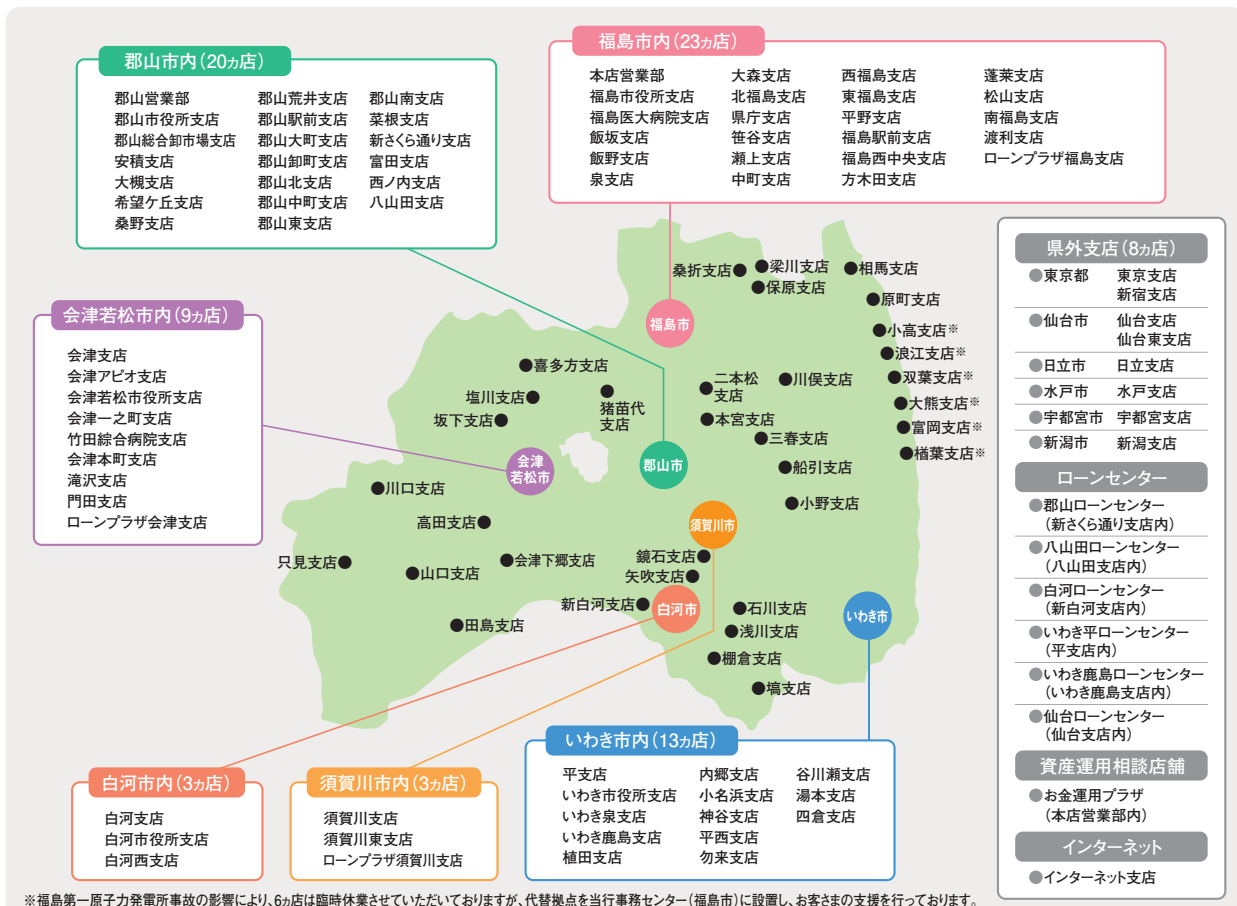 郡山市内(20ヵ店)
郡山営業部
郡山市役所支店
郡山総合卸市場支店
安積支店
大槻支店
希望ケ丘支店
桑野支店
郡山荒井支店
郡山駅前支店
郡山大町支店
郡山卸町支店
郡山北支店
郡山中町支店
郡山東支店
郡山南支店
菜根支店
新さくら通り支店
富田支店
西ノ内支店
八山田支店
福島市内(23ヵ店)
本店営業部
福島市役所支店
福島医大病院支店
飯坂支店
飯野支店
泉支店
大森支店
北福島支店
県庁支店
笹谷支店
瀬上支店
中町支店
西福島支店
東福島支店
平野支店
福島駅前支店
福島西中央支店
方木田支店
蓬萊支店
松山支店
南福島支店
渡利支店
ローンプラザ福島支店
会津若松市内(9ヵ店)
会津支店
会津アピオ支店
会津若松市役所支店
会津一之町支店
竹田綜合病院支店
会津本町支店
滝沢支店
門田支店
ローンプラザ会津支店
桑折支店●
●梁川支店
●保原支店
●相馬支店
●原町支店
福島市
●小高支店※
●浪江支店※
●双葉支店※
●大熊支店※
●富岡支店※
●楢葉支店※
●喜多方支店
塩川支店●
坂下支店●
●
猪苗代
支店
●二本松
支店
●川俣支店
●本宮支店
●三春支店
●船引支店
●小野支店
会津
若松市
郡山市
須賀川市
●川口支店
高田支店●
只見支店●
●山口支店
●会津下郷支店
●田島支店
鏡石支店●
矢吹支店●
新白河支店●
白河市
●石川支店
●浅川支店
●棚倉支店
●塙支店
いわき市
白河市内(3ヵ店)
白河支店
白河市役所支店
白河西支店
須賀川市内(3ヵ店)
須賀川支店
須賀川東支店
ローンプラザ須賀川支店
いわき市内(13ヵ店)
平支店
いわき市役所支店
いわき泉支店
いわき鹿島支店
植田支店
内郷支店
小名浜支店
神谷支店
平西支店
勿来支店
谷川瀬支店
湯本支店
四倉支店
県外支店(8ヵ店)
●東京都 東京支店
新宿支店
●仙台市 仙台支店
仙台東支店
●日立市 日立支店
●水戸市 水戸支店
●宇都宮市 宇都宮支店
●新潟市 新潟支店
ローンセンター
●郡山ローンセンター
(新さくら通り支店内)
●八山田ローンセンター
(八山田支店内)
●白河ローンセンター
(新白河支店内)
●いわき平ローンセンター
(平支店内)
●いわき鹿島ローンセンター
(いわき鹿島支店内)
●仙台ローンセンター
(仙台支店内)
資産運用相談店舗
●お金運用プラザ
(本店営業部内)
インターネット
●インターネット支店
※福島第一原子力発電所事故の影響により、6ヵ店は臨時休業させていただいておりますが、代替拠点を当行事務センター(福島市)に設置し、お客さまの支援を行っております。